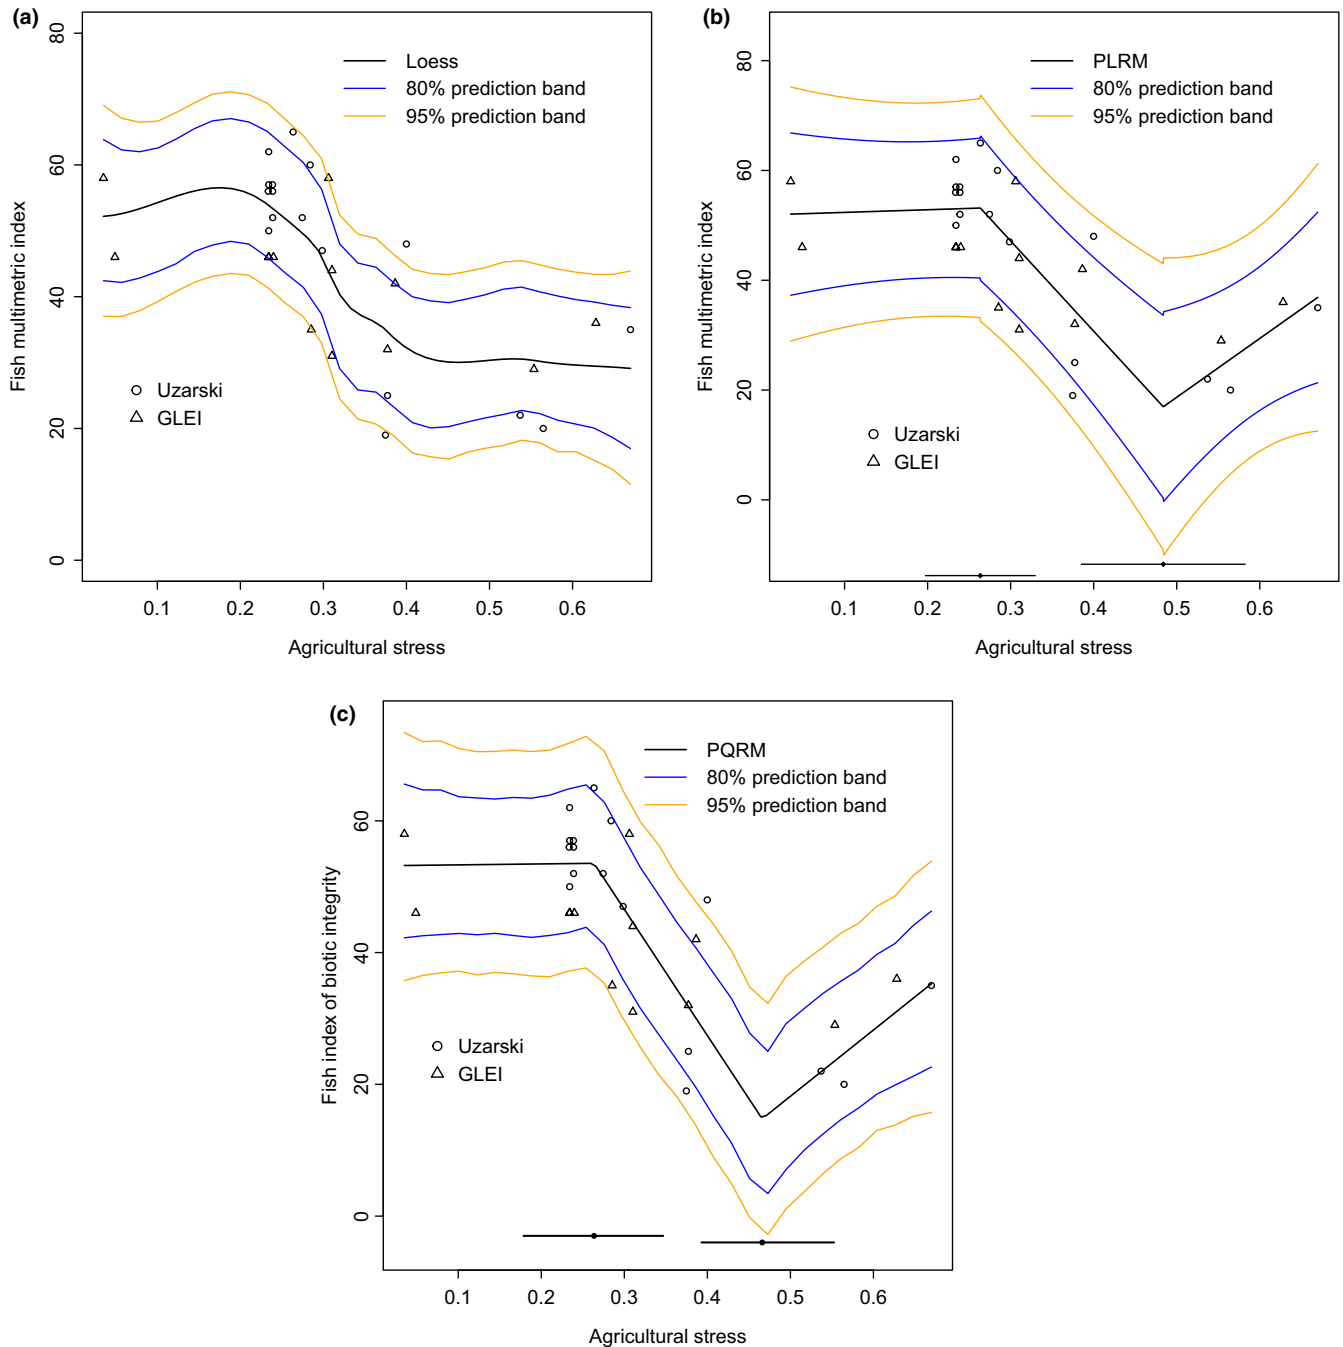 (a)
Fish multimetric index
80
60
40
20
0
Loess
80% prediction band
95% prediction band
Uzarski
GLEI
0.1 0.2 0.3 0.4 0.5 0.6
Agricultural stress
(b)
Fish multimetric index
80
60
40
20
0
PLRM
80% prediction band
95% prediction band
Uzarski
GLEI
0.1 0.2 0.3 0.4 0.5 0.6
Agricultural stress
(c)
Fish index of biotic integrity
60
40
20
0
PQRM
80% prediction band
95% prediction band
Uzarski
GLEI
0.1 0.2 0.3 0.4 0.5 0.6
Agricultural stress